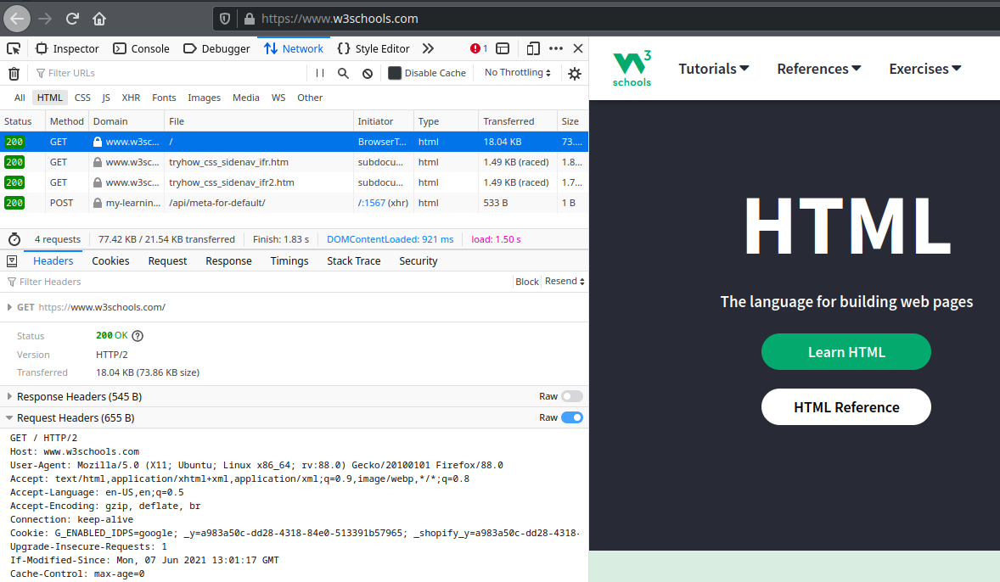 https://www.w3schools.com
Inspector Console Debugger Network Style Editor 1
Filter URLs Disable Cache No Throttling
All HTML CSS JS XHR Fonts Images Media WS Other
Status Method Domain File Initiator Type Transferred Size
200 GET www.w3sc... / BrowserT... html 18.04 KB 73....
200 GET www.w3sc... tryhow_css_sidenav_ifr.htm subdocu... html 1.49 KB (raced) 1.8...
200 GET www.w3sc... tryhow_css_sidenav_ifr2.htm subdocu... html 1.49 KB (raced) 1.7...
200 POST my-learnin... /api/meta-for-default/ /:1567 (xhr) html 533 B 1 B
4 requests 77.42 KB / 21.54 KB transferred Finish: 1.83 s DOMContentLoaded: 921 ms load: 1.50 s
Headers Cookies Request Response Timings Stack Trace Security
Filter Headers Block Resend
GET https://www.w3schools.com/
Status 200 OK ?
Version HTTP/2
Transferred 18.04 KB (73.86 KB size)
Response Headers (545 B) Raw
Request Headers (655 B) Raw
GET / HTTP/2
Host: www.w3schools.com
User-Agent: Mozilla/5.0 (X11; Ubuntu; Linux x86_64; rv:88.0) Gecko/20100101 Firefox/88.0
Accept: text/html,application/xhtml+xml,application/xml;q=0.9,image/webp,*/*;q=0.8
Accept-Language: en-US,en;q=0.5
Accept-Encoding: gzip, deflate, br
Connection: keep-alive
Cookie: G_ENABLED_IDPS=google; _y=a983a50c-dd28-4318-84e0-513391b57965; _shopify_y=a983a50c-dd28-4318-
Upgrade-Insecure-Requests: 1
If-Modified-Since: Mon, 07 Jun 2021 13:01:17 GMT
Cache-Control: max-age=0
W3
schools
Tutorials References Exercises
HTML
The language for building web pages
Learn HTML
HTML Reference